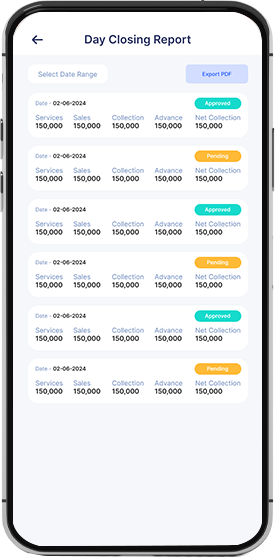 Day Closing Report
Select Date Range
Export PDF
Date - 02-06-2024 Approved
Services Sales Collection Advance Net Collection
150,000 150,000 150,000 150,000 150,000
Date - 02-06-2024 Pending
Services Sales Collection Advance Net Collection
150,000 150,000 150,000 150,000 150,000
Date - 02-06-2024 Approved
Services Sales Collection Advance Net Collection
150,000 150,000 150,000 150,000 150,000
Date - 02-06-2024 Pending
Services Sales Collection Advance Net Collection
150,000 150,000 150,000 150,000 150,000
Date - 02-06-2024 Approved
Services Sales Collection Advance Net Collection
150,000 150,000 150,000 150,000 150,000
Date - 02-06-2024 Pending
Services Sales Collection Advance Net Collection
150,000 150,000 150,000 150,000 150,000